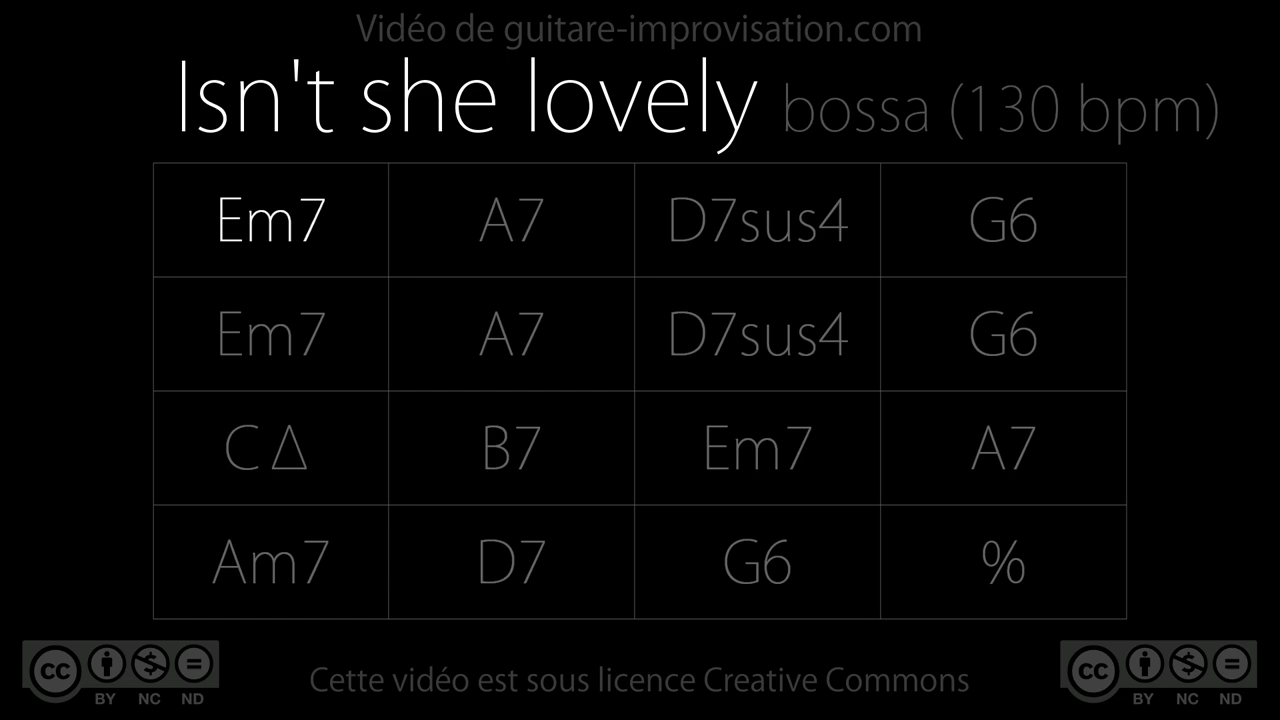 Vidéo de guitare-improvisation.com
Isn't she lovely bossa (130 bpm)
Em7 A7 D7sus4 G6
Em7 A7 D7sus4 G6
C Δ B7 Em7 A7
Am7 D7 G6 %
cc BY NC ND
Cette vidéo est sous licence Creative Commons
cc BY NC ND